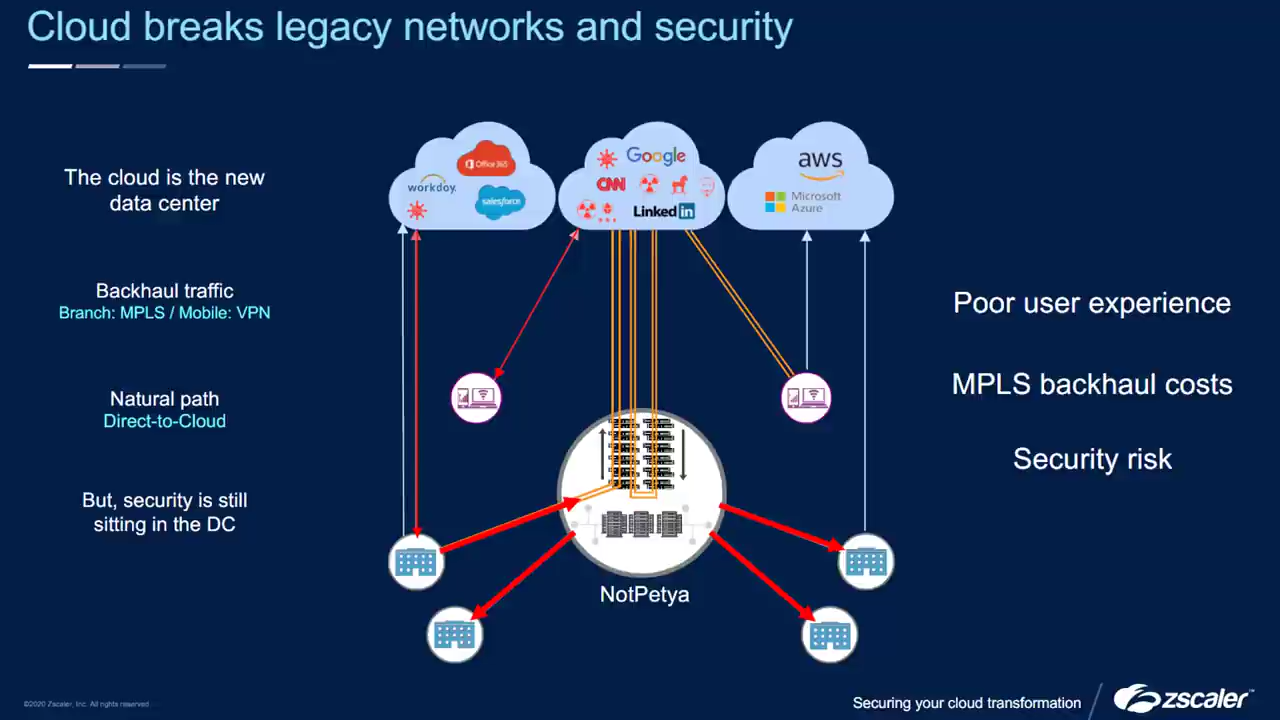 Cloud breaks legacy networks and security
The cloud is the new
data center
Backhaul traffic
Branch: MPLS / Mobile: VPN
Natural path
Direct-to-Cloud
But, security is still
sitting in the DC
Office 365
workday.
salesforce
Google
CNN
Linked in
aws
Microsoft
Azure
NotPetya
Poor user experience
MPLS backhaul costs
Security risk
©2020 Zscaler, Inc. All rights reserved.
Securing your cloud transformation
zscaler™